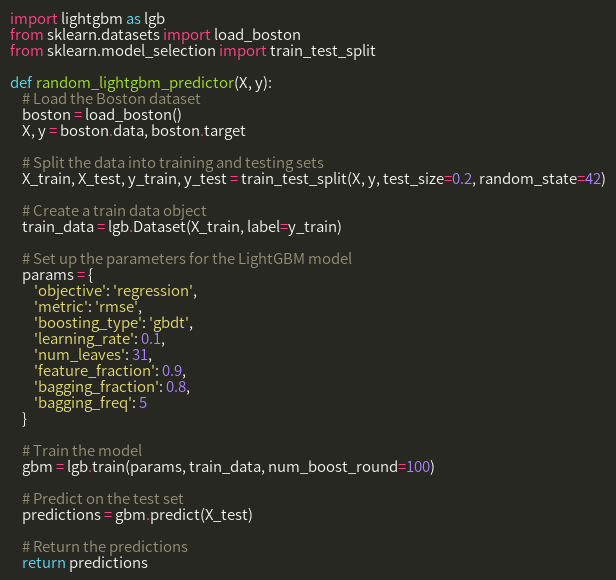 import lightgbm as lgb
from sklearn.datasets import load_boston
from sklearn.model_selection import train_test_split

def random_lightgbm_predictor(X, y):
    # Load the Boston dataset
    boston = load_boston()
    X, y = boston.data, boston.target

    # Split the data into training and testing sets
    X_train, X_test, y_train, y_test = train_test_split(X, y, test_size=0.2, random_state=42)

    # Create a train data object
    train_data = lgb.Dataset(X_train, label=y_train)

    # Set up the parameters for the LightGBM model
    params = {
        'objective': 'regression',
        'metric': 'rmse',
        'boosting_type': 'gbdt',
        'learning_rate': 0.1,
        'num_leaves': 31,
        'feature_fraction': 0.9,
        'bagging_fraction': 0.8,
        'bagging_freq': 5
    }

    # Train the model
    gbm = lgb.train(params, train_data, num_boost_round=100)

    # Predict on the test set
    predictions = gbm.predict(X_test)

    # Return the predictions
    return predictions